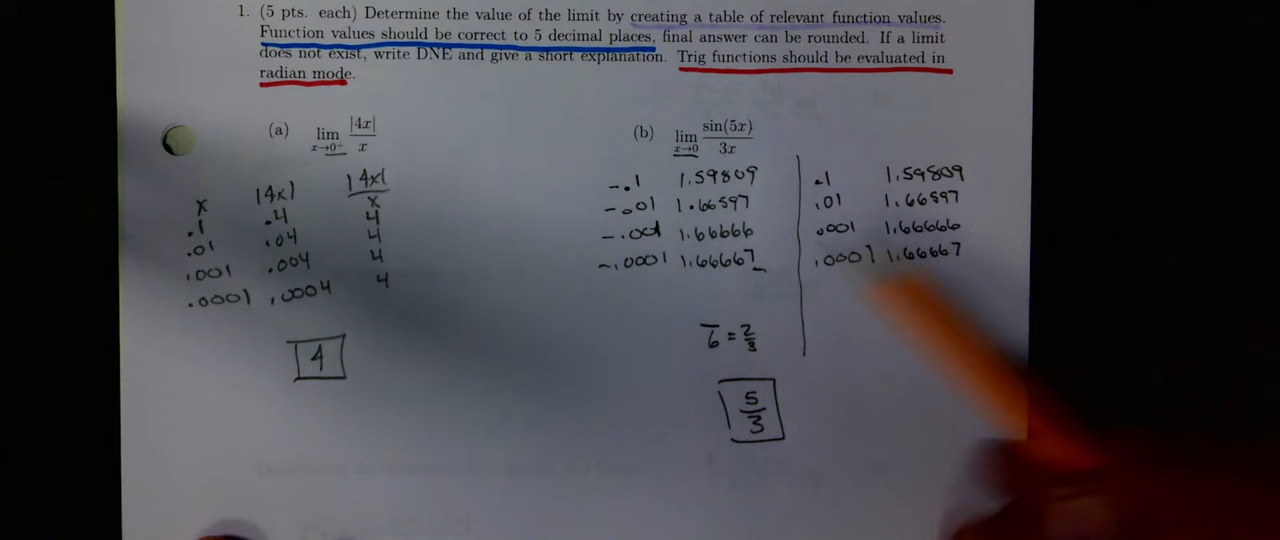 1. (5 pts. each) Determine the value of the limit by creating a table of relevant function values.
Function values should be correct to 5 decimal places, final answer can be rounded. If a limit
does not exist, write DNE and give a short explanation. Trig functions should be evaluated in
radian mode.
(a) lim x→0⁺ |4x|/x
x |4x| |4x|/x
.1 .4 4
.01 .04 4
.001 .004 4
.0001 .0004 4
4
(b) lim x→0 sin(5x)/3x
-.1 1.59809 .1 1.59809
-.01 1.66597 .01 1.66597
-.001 1.66666 .0001 1.66666
-.0001 1.66667 .0001 1.66667
.6̅ = 2/3
5/3